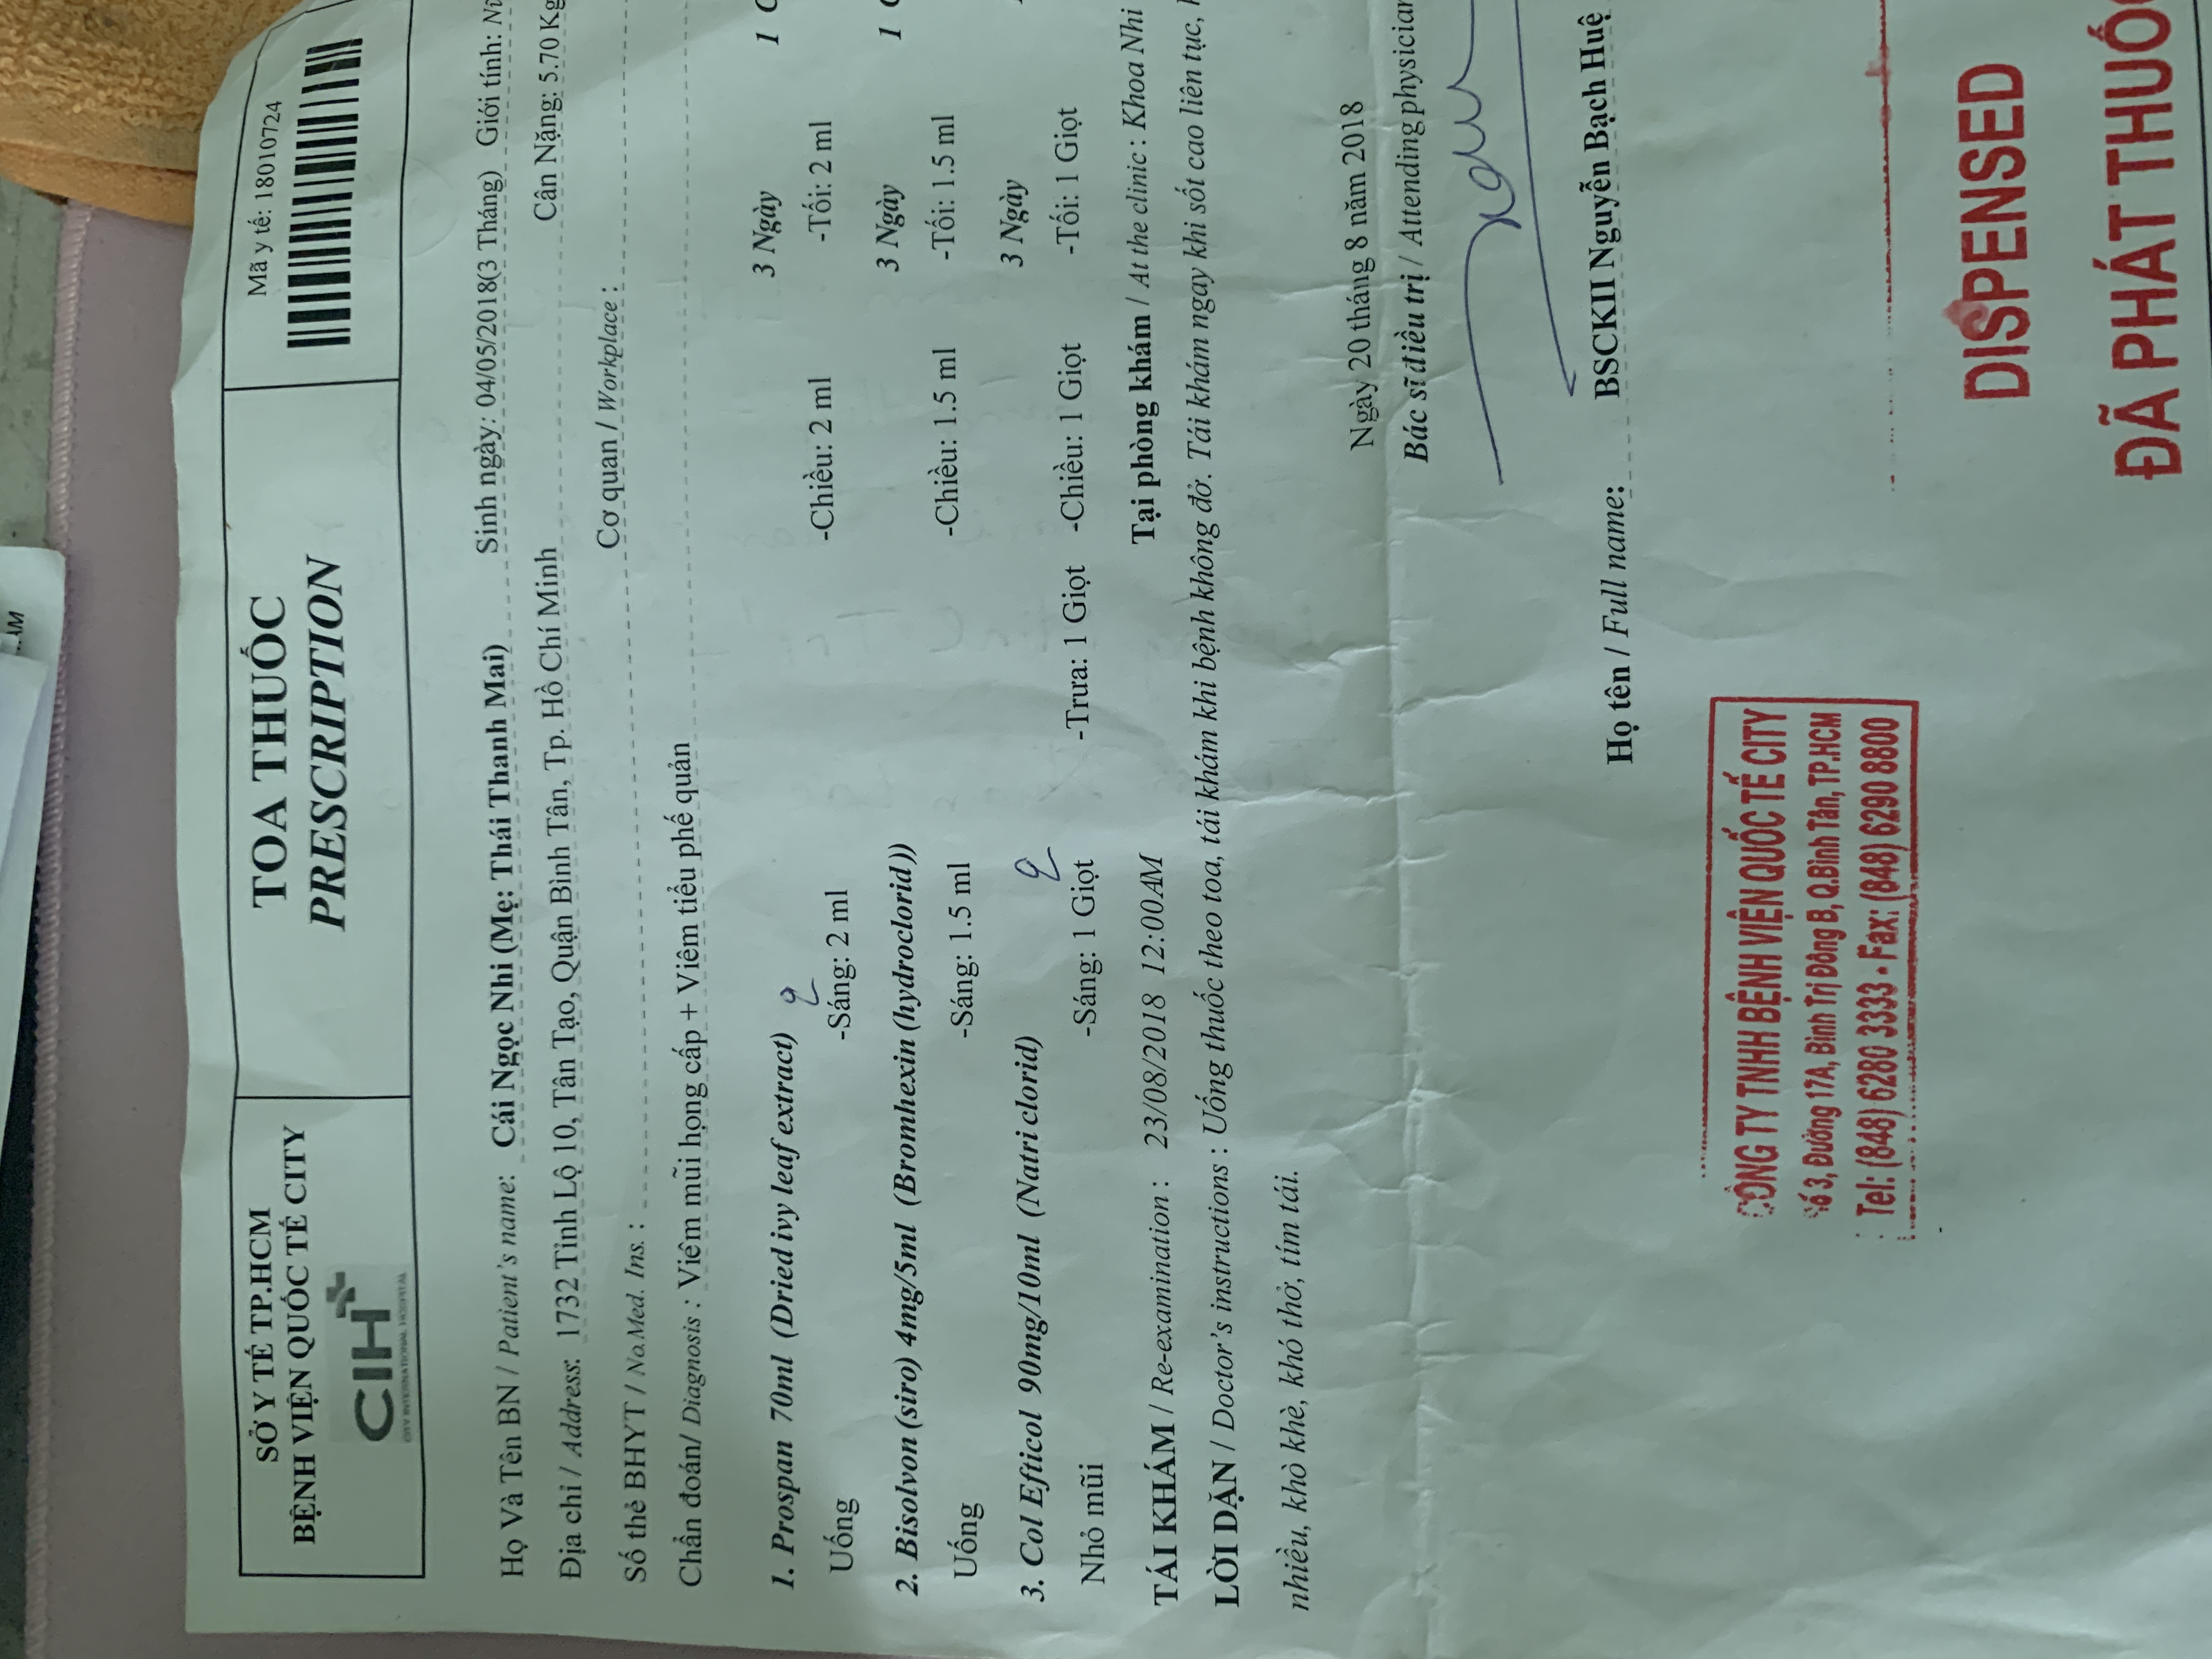 SỞ Y TẾ TP.HCM
BỆNH VIỆN QUỐC TẾ CITY
CIH
CITY INTERNATIONAL HOSPITAL
TOA THUỐC
PRESCRIPTION
Mã y tế: 18010724
Họ Và Tên BN / Patient's name: Cái Ngọc Nhi (Mẹ: Thái Thanh Mai) Sinh ngày: 04/05/2018(3 Tháng) Giới tính:
Địa chỉ / Address: 1732 Tỉnh Lộ 10, Tân Tạo, Quận Bình Tân, Tp. Hồ Chí Minh Cân Nặng: 5.70 Kg
Số thẻ BHYT / No.Med. Ins. : Cơ quan / Workplace :
Chẩn đoán/ Diagnosis : Viêm mũi họng cấp + Viêm tiểu phế quản
1. Prospan 70ml (Dried ivy leaf extract) 3 Ngày 1
Uống -Sáng: 2 ml -Chiều: 2 ml -Tối: 2 ml
2. Bisolvon (siro) 4mg/5ml (Bromhexin (hydroclorid)) 3 Ngày 1
Uống -Sáng: 1.5 ml -Chiều: 1.5 ml -Tối: 1.5 ml
3. Col Efticol 90mg/10ml (Natri clorid) 3 Ngày
Nhỏ mũi -Sáng: 1 Giọt -Trưa: 1 Giọt -Chiều: 1 Giọt -Tối: 1 Giọt
TÁI KHÁM / Re-examination : 23/08/2018 12:00AM Tại phòng khám / At the clinic : Khoa Nhi
LỜI DẶN / Doctor's instructions : Uống thuốc theo toa, tái khám khi bệnh không đở. Tái khám ngay khi sốt cao liên tục,
nhiều, khò khè, khó thở, tím tái.
Ngày 20 tháng 8 năm 2018
Bác sĩ điều trị / Attending physician
Họ tên / Full name: BSCKII Nguyễn Bạch Huệ
CÔNG TY TNHH BỆNH VIỆN QUỐC TẾ CITY
Số 3, Đường 17A, Bình Trị Đông B, Q.Bình Tân, TP.HCM
Tel: (848) 6280 3333 - Fax: (848) 6290 8800
DISPENSED
ĐÃ PHÁT THUỐC